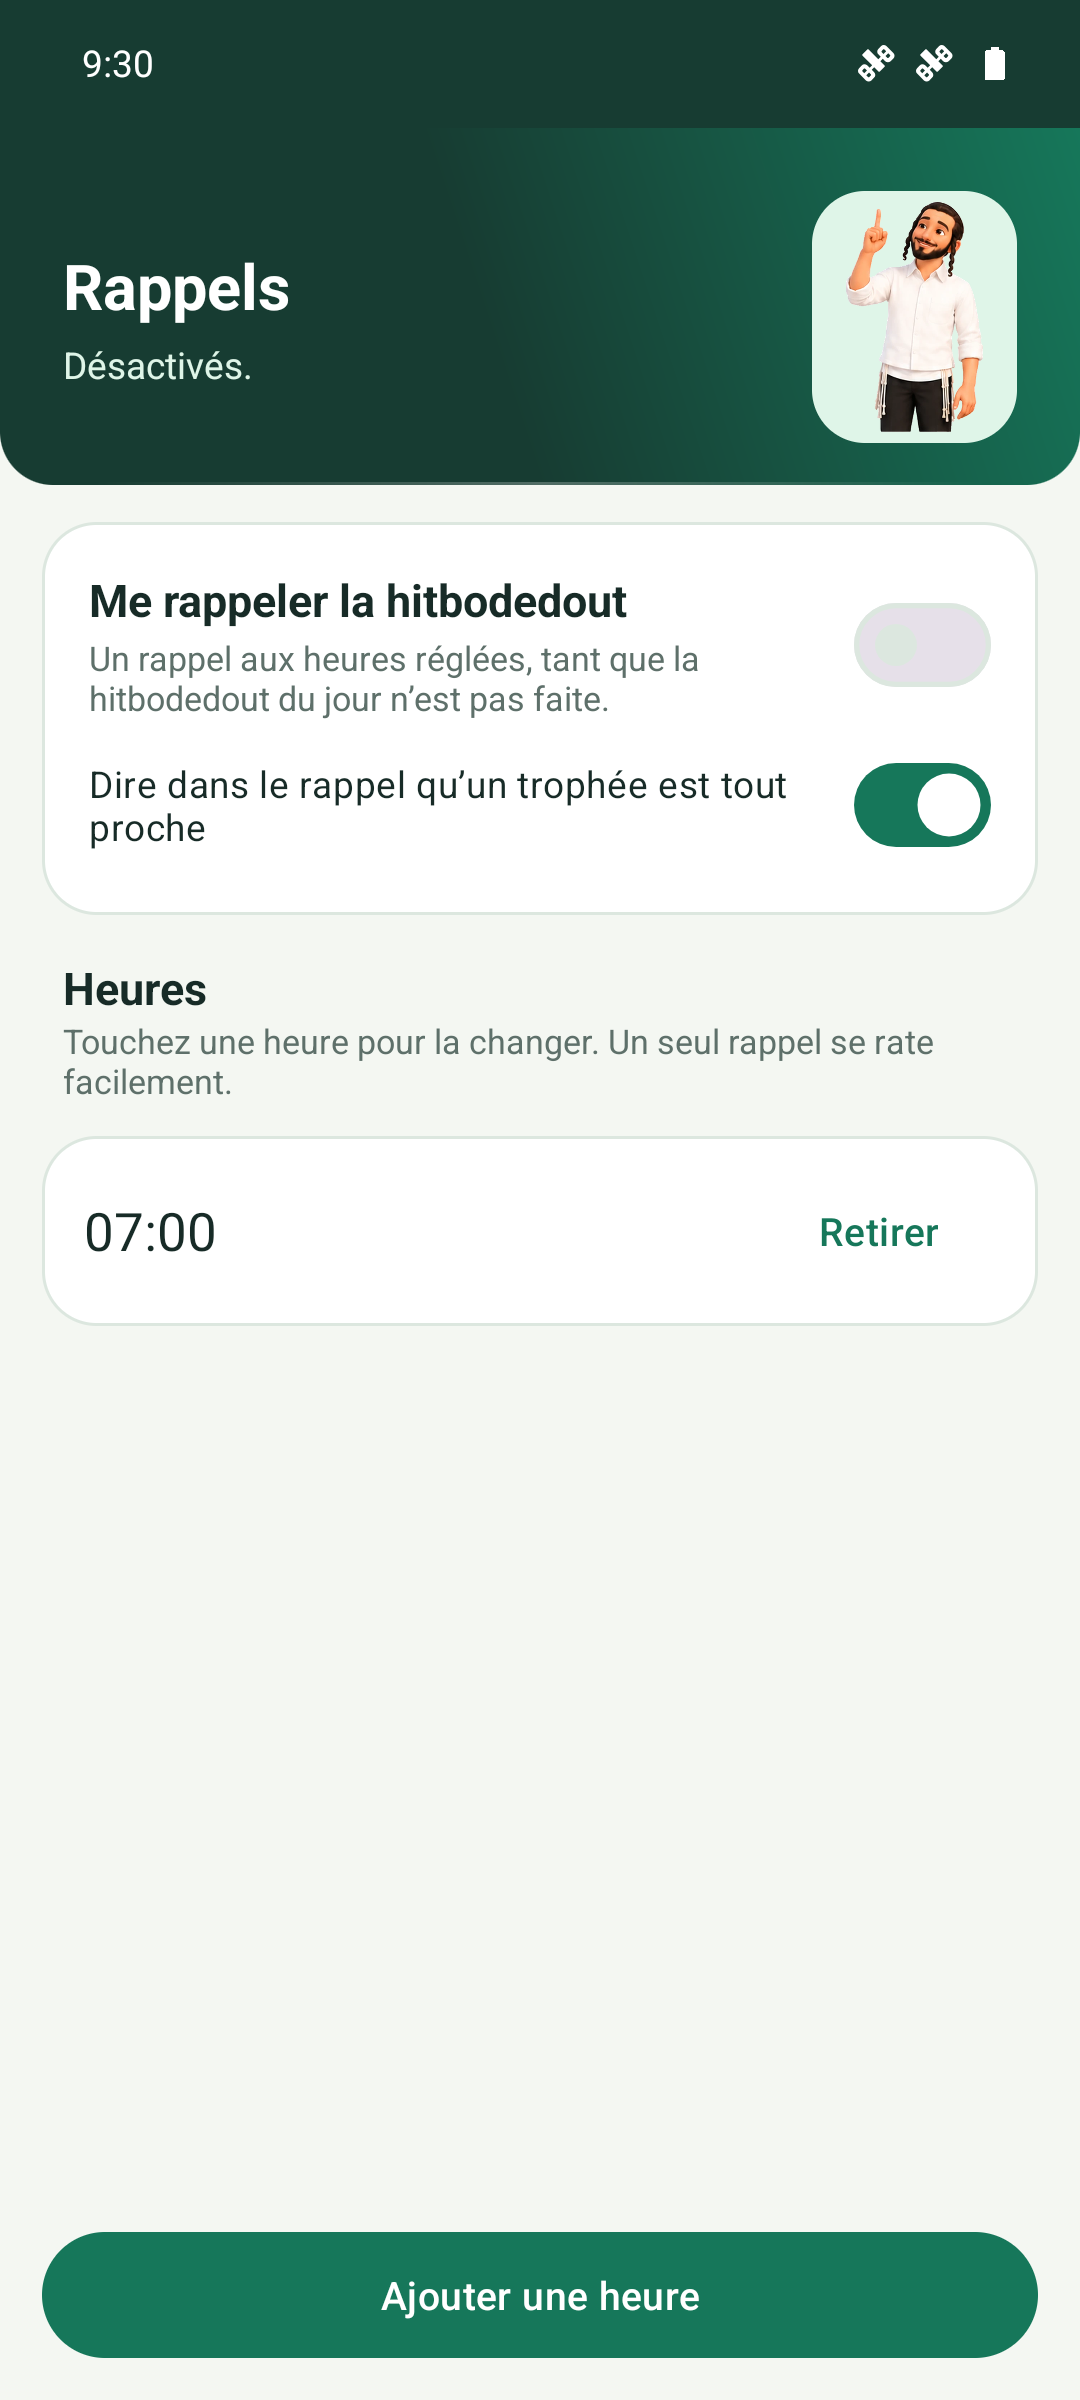 9:30
Rappels
Désactivés.
Me rappeler la hitbodedout
Un rappel aux heures réglées, tant que la
hitbodedout du jour n’est pas faite.
Dire dans le rappel qu’un trophée est tout
proche
Heures
Touchez une heure pour la changer. Un seul rappel se rate
facilement.
07:00
Retirer
Ajouter une heure